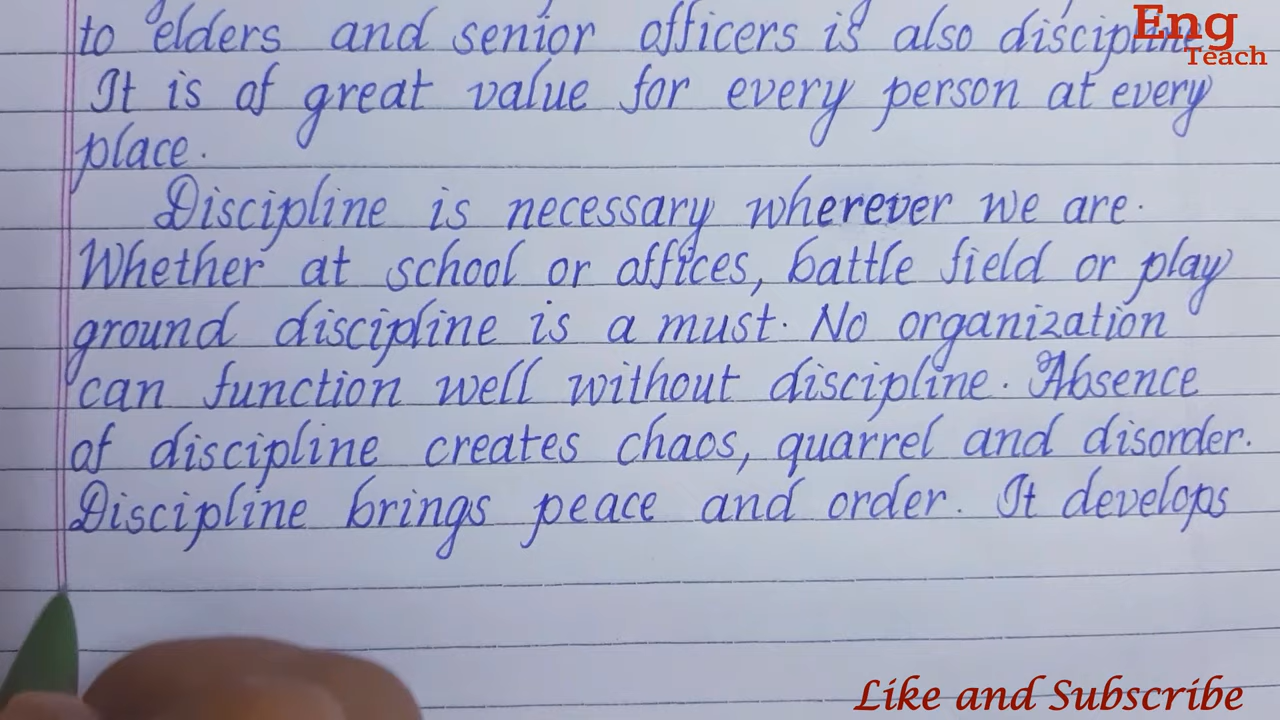 Eng
Teach
to elders and senior officers is also discipline.
It is of great value for every person at every
place.
Discipline is necessary wherever we are.
Whether at school or offices, battle field or play
ground discipline is a must. No organization
can function well without discipline. Absence
of discipline creates chaos, quarrel and disorder.
Discipline brings peace and order. It develops
Like and Subscribe